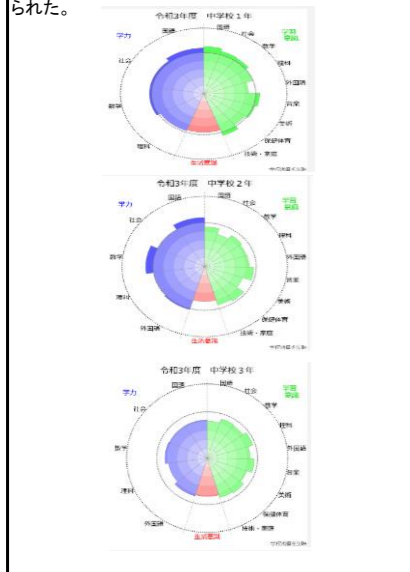 られた。
令和3年度　中学校1年
学力
国語
国語
社会
学習意識
数学
理科
外国語
音楽
美術
保健体育
技術・家庭
生活意識
理科
数学
社会
令和3年度　中学校2年
学力
国語
国語
社会
学習意識
数学
理科
外国語
音楽
美術
保健体育
技術・家庭
生活意識
外国語
理科
数学
社会
令和3年度　中学校3年
学力
国語
国語
社会
学習意識
数学
理科
外国語
音楽
美術
保健体育
技術・家庭
生活意識
外国語
理科
数学
社会